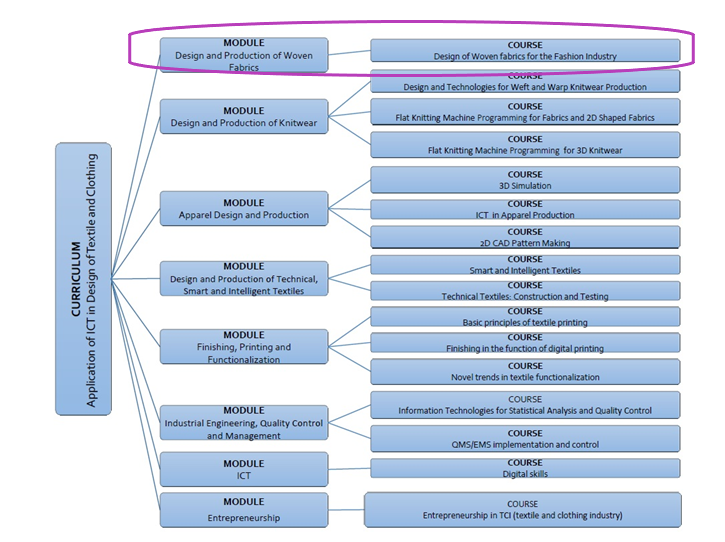 CURRICULUM
Application of ICT in Design of Textile and Clothing
MODULE
Design and Production of Woven
Fabrics
COURSE
Design of Woven fabrics for the Fashion Industry
MODULE
Design and Production of Knitwear
COURSE
Design and Technologies for Weft and Warp Knitwear Production
COURSE
Flat Knitting Machine Programming for Fabrics and 2D Shaped Fabrics
COURSE
Flat Knitting Machine Programming for 3D Knitwear
MODULE
Apparel Design and Production
COURSE
3D Simulation
COURSE
ICT in Apparel Production
COURSE
2D CAD Pattern Making
MODULE
Design and Production of Technical,
Smart and Intelligent Textiles
COURSE
Smart and Intelligent Textiles
COURSE
Technical Textiles: Construction and Testing
MODULE
Finishing, Printing and
Functionalization
COURSE
Basic principles of textile printing
COURSE
Finishing in the function of digital printing
COURSE
Novel trends in textile functionalization
MODULE
Industrial Engineering, Quality Control
and Management
COURSE
Information Technologies for Statistical Analysis and Quality Control
COURSE
QMS/EMS implementation and control
MODULE
ICT
COURSE
Digital skills
MODULE
Entrepreneurship
COURSE
Entrepreneurship in TCI (textile and clothing industry)